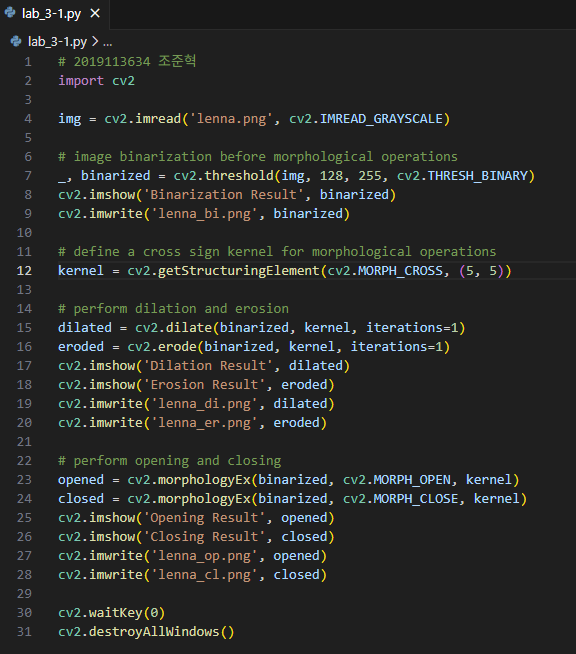 lab_3-1.py ×
lab_3-1.py > ...
1 # 2019113634 조준혁
2 import cv2
3
4 img = cv2.imread('lenna.png', cv2.IMREAD_GRAYSCALE)
5
6 # image binarization before morphological operations
7 _, binarized = cv2.threshold(img, 128, 255, cv2.THRESH_BINARY)
8 cv2.imshow('Binarization Result', binarized)
9 cv2.imwrite('lenna_bi.png', binarized)
10
11 # define a cross sign kernel for morphological operations
12 kernel = cv2.getStructuringElement(cv2.MORPH_CROSS, (5, 5))
13
14 # perform dilation and erosion
15 dilated = cv2.dilate(binarized, kernel, iterations=1)
16 eroded = cv2.erode(binarized, kernel, iterations=1)
17 cv2.imshow('Dilation Result', dilated)
18 cv2.imshow('Erosion Result', eroded)
19 cv2.imwrite('lenna_di.png', dilated)
20 cv2.imwrite('lenna_er.png', eroded)
21
22 # perform opening and closing
23 opened = cv2.morphologyEx(binarized, cv2.MORPH_OPEN, kernel)
24 closed = cv2.morphologyEx(binarized, cv2.MORPH_CLOSE, kernel)
25 cv2.imshow('Opening Result', opened)
26 cv2.imshow('Closing Result', closed)
27 cv2.imwrite('lenna_op.png', opened)
28 cv2.imwrite('lenna_cl.png', closed)
29
30 cv2.waitKey(0)
31 cv2.destroyAllWindows()